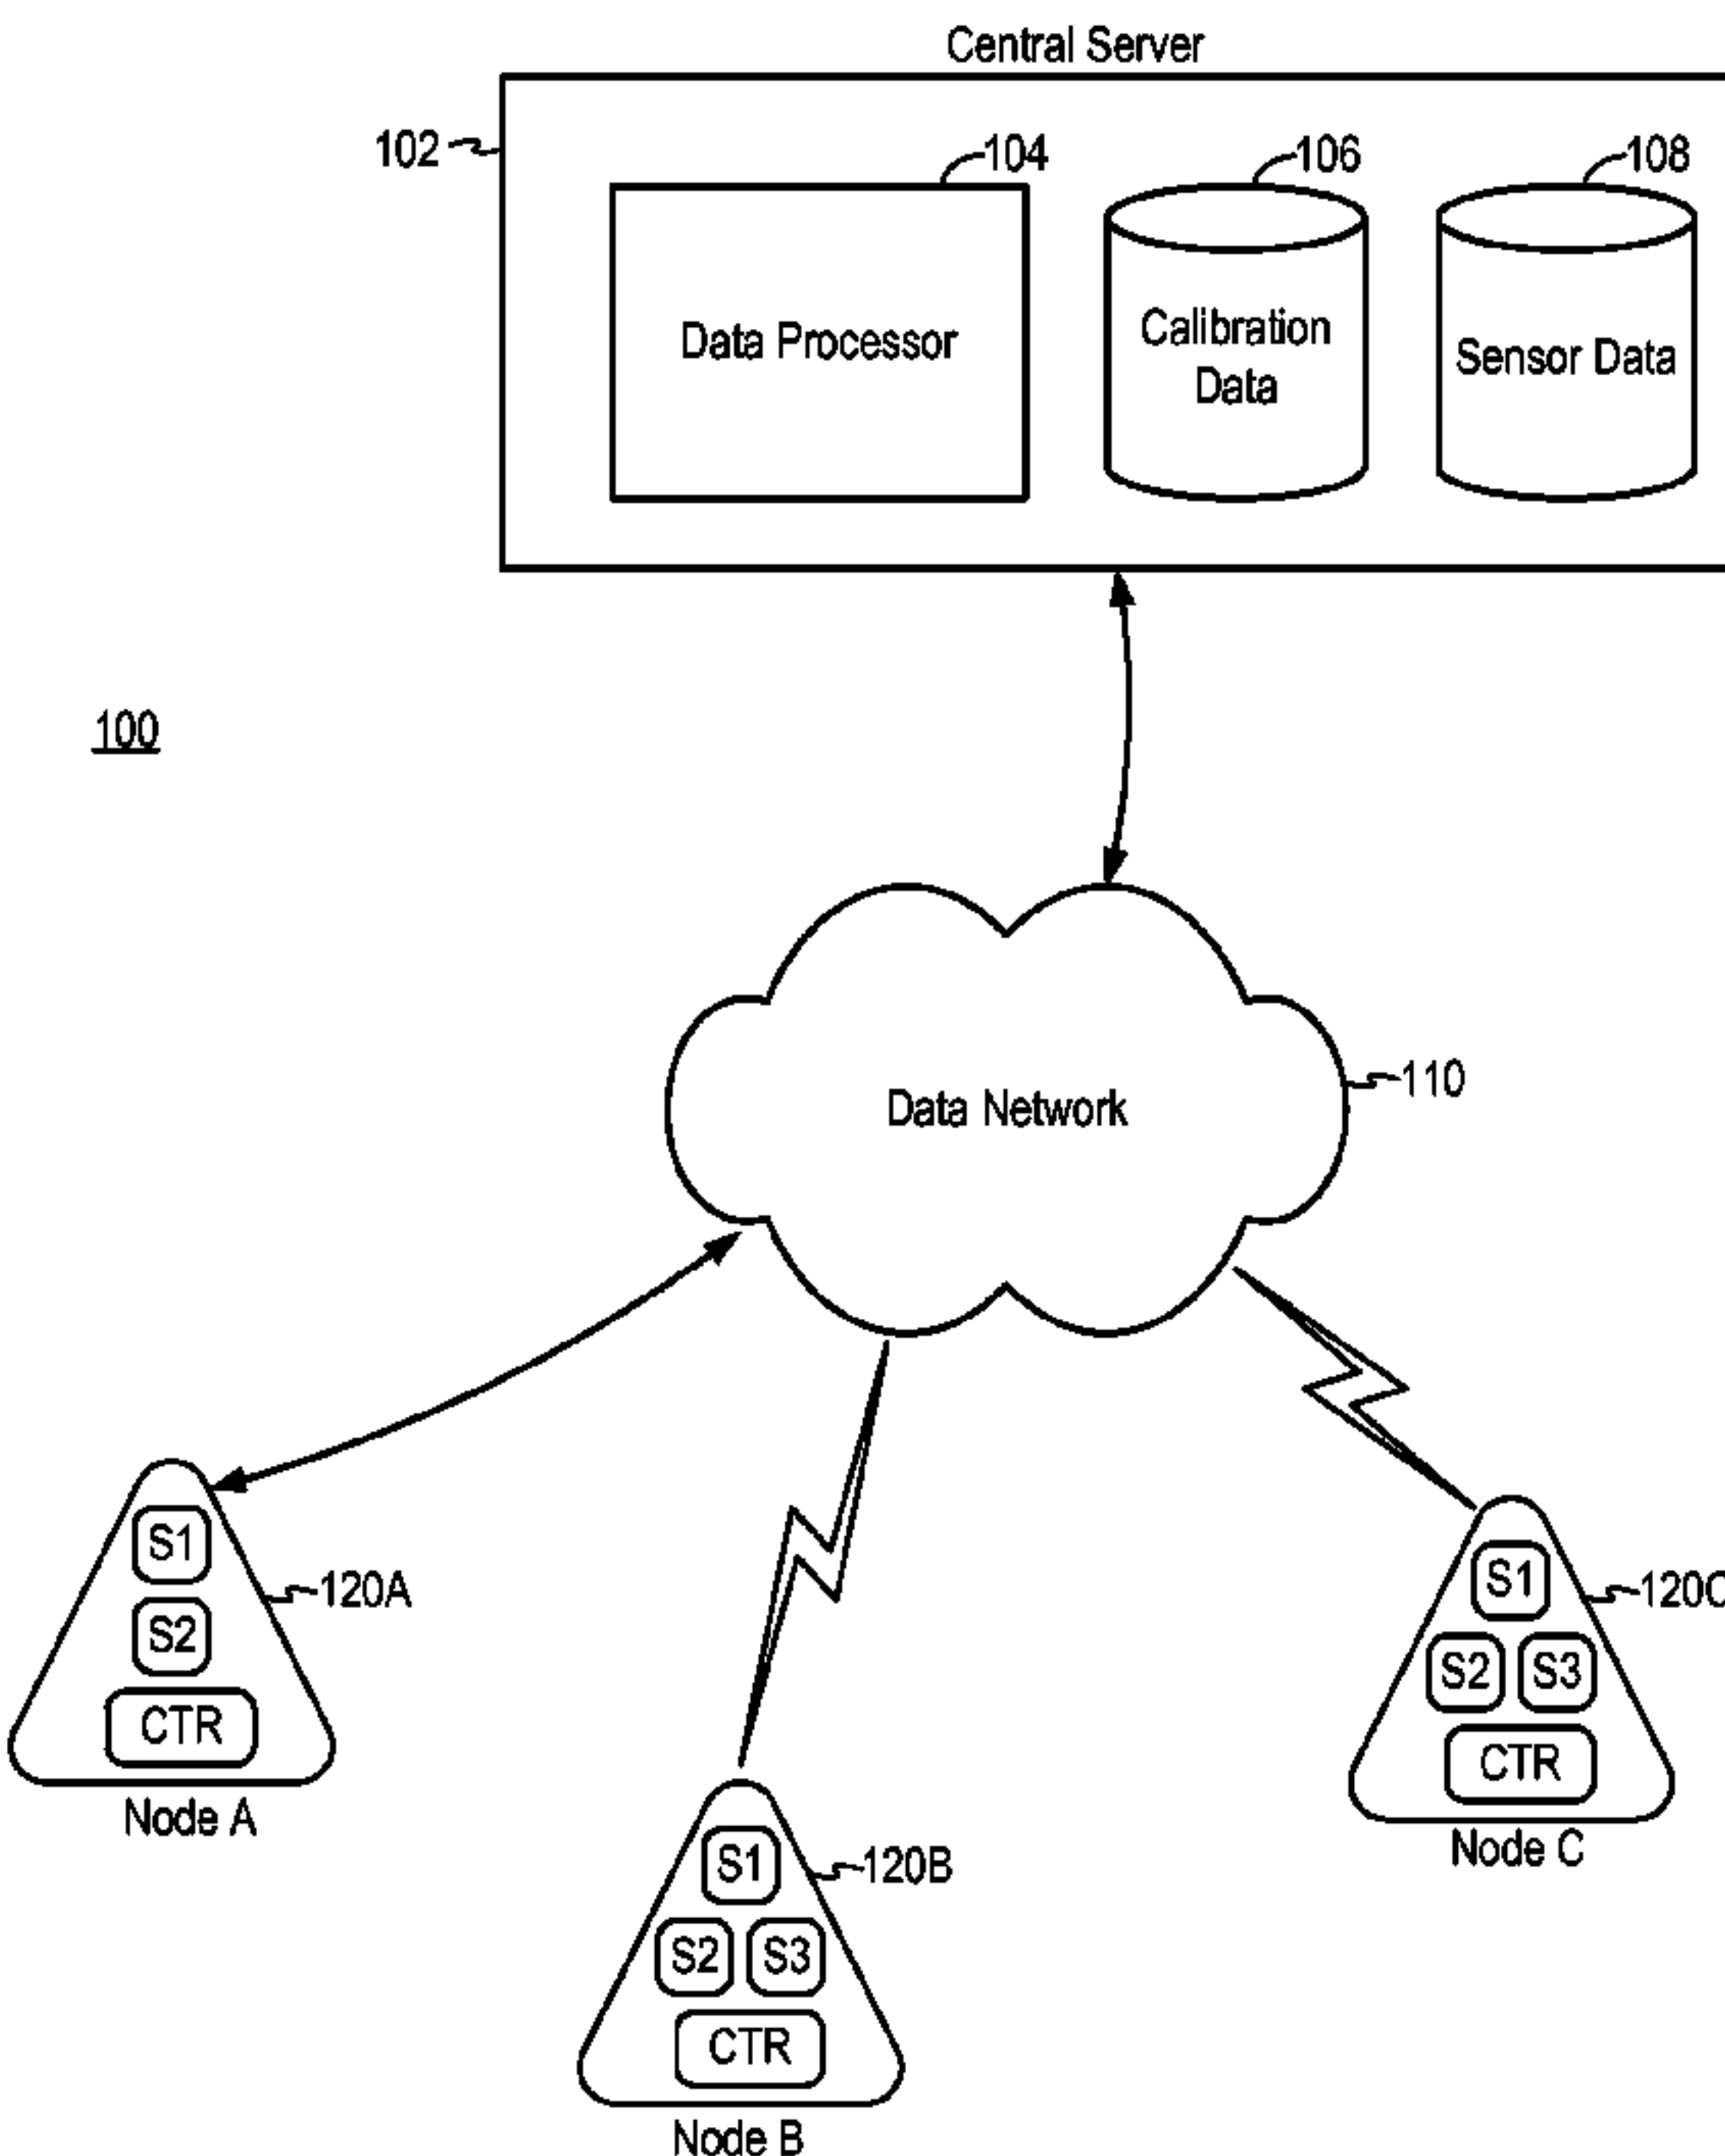 Central Server
102
104
106
108
Data Processor
Calibration
Data
Sensor Data
100
110
Data Network
S1
120A
S2
CTR
Node A
S1
120C
S2 S3
CTR
Node C
S1
120B
S2 S3
CTR
Node B